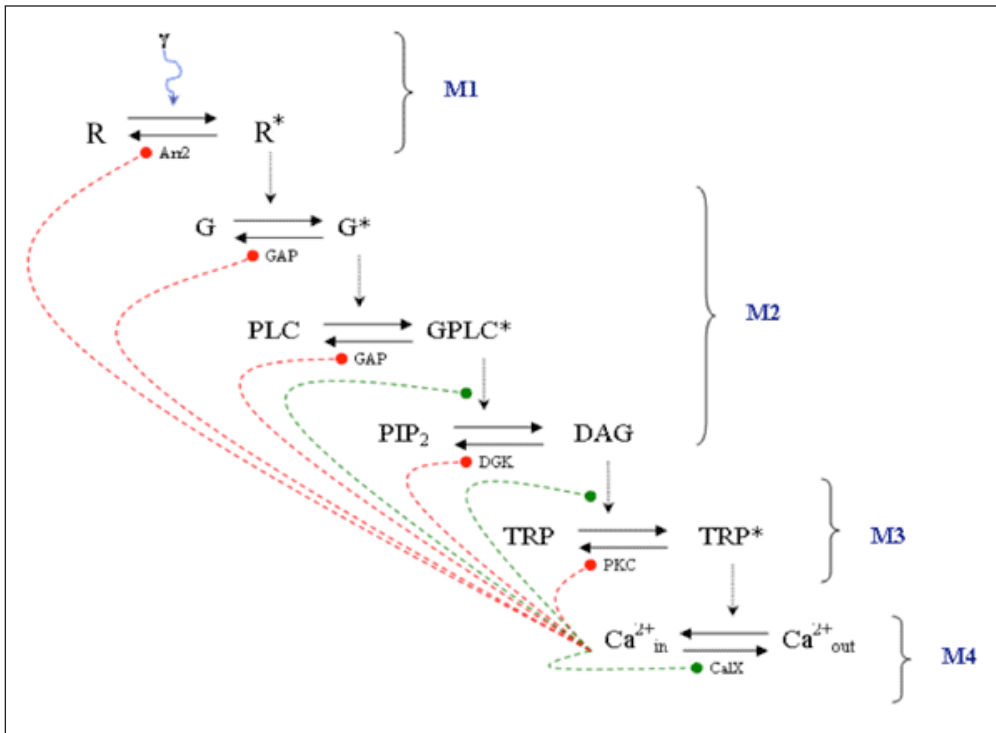 γ
M1
R R*
Arr2
G G*
GAP
M2
PLC GPLC*
GAP
PIP₂ DAG
DGK
TRP TRP*
M3
PKC
Ca²⁺in Ca²⁺out
M4
CalX